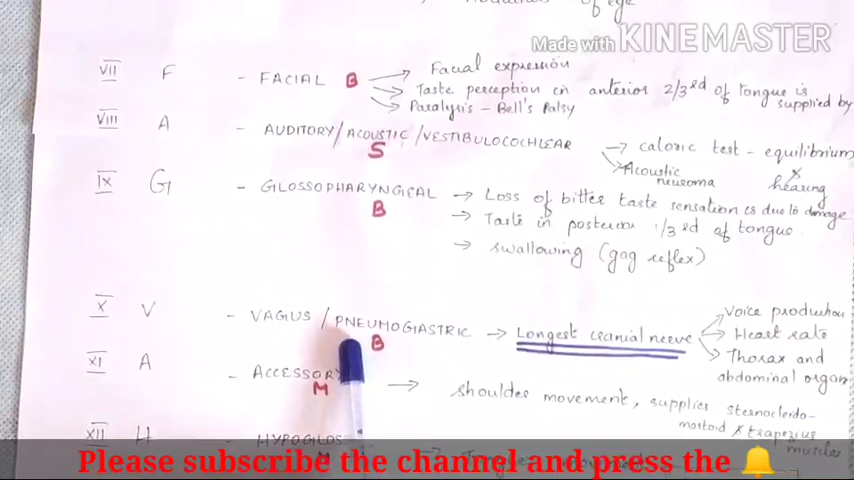 of eye
Made with KINEMASTER
VII F - FACIAL B → Facial expression
→ Taste perception in anterior 2/3rd of tongue is supplied by
→ Paralysis - Bell's Palsy
VIII A - AUDITORY/ACOUSTIC/VESTIBULOCOCHLEAR → caloric test - equilibrium
S → Acoustic neuroma hearing
IX G - GLOSSOPHARYNGEAL → Loss of bitter taste sensation is due to damage
B → Taste in posterior 1/3rd of tongue
→ swallowing (gag reflex)
X V - VAGUS / PNEUMOGASTRIC → Longest cranial nerve → Voice production
B → Heart rate
→ Thorax and abdominal organ
XI A - ACCESSORY → shoulder movement, supplies sternocleido-
M mastoid & trapezius muscles
XII H - HYPOGLOS
Please subscribe the channel and press the